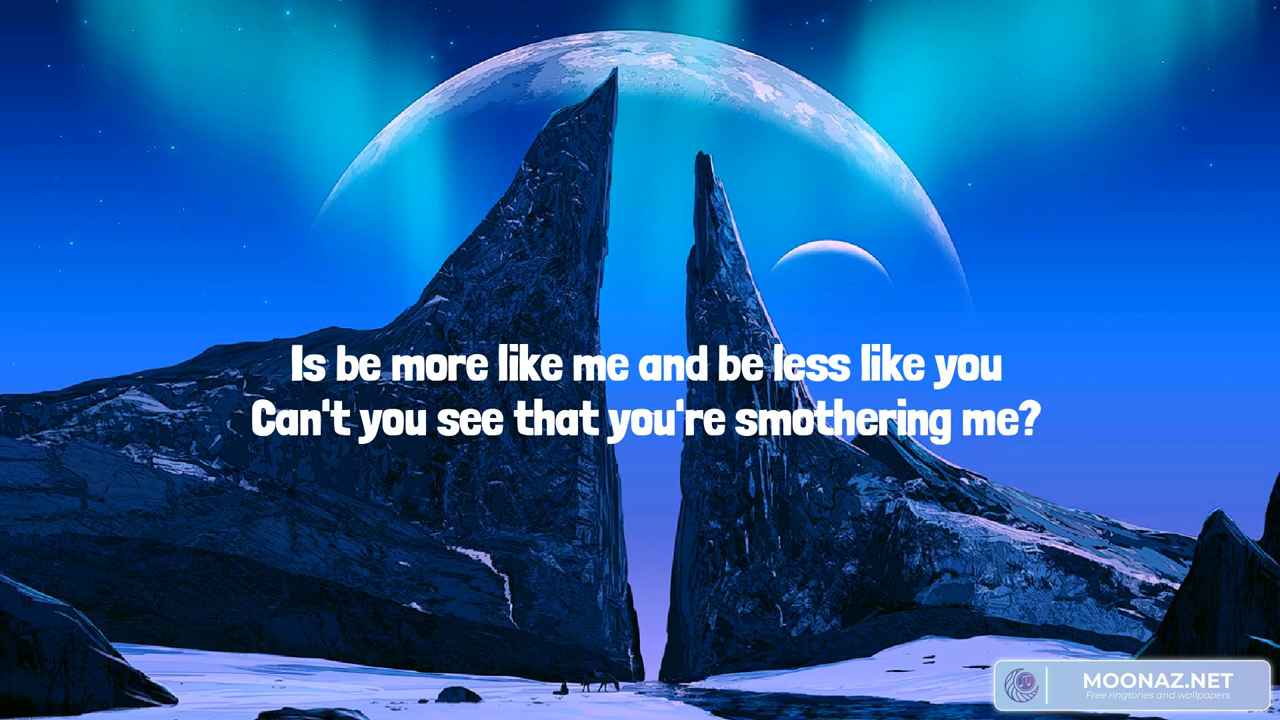 Is be more like me and be less like you
Can't you see that you're smothering me?
MOONAZ.NET
Free ringtones and wallpapers